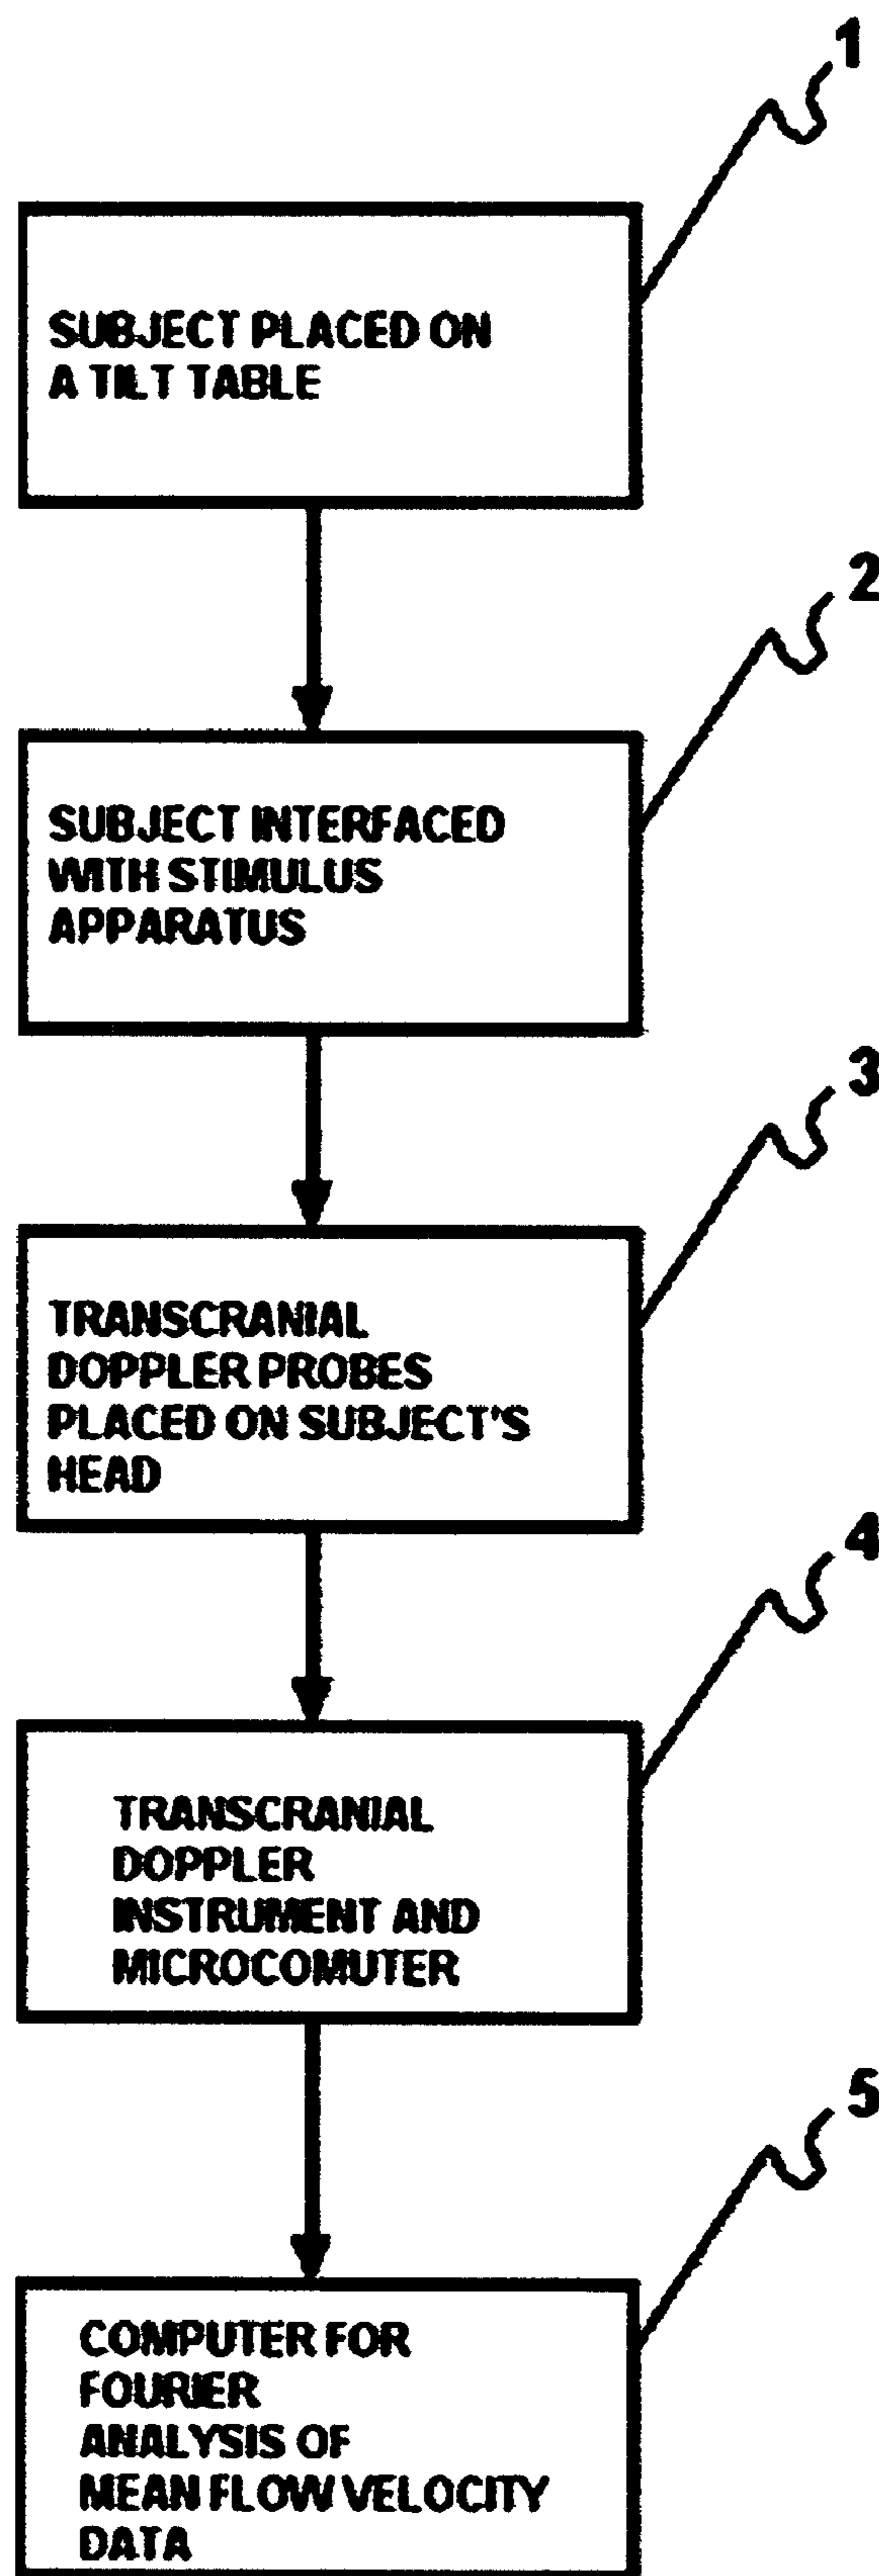 1
SUBJECT PLACED ON
A TILT TABLE
2
SUBJECT INTERFACED
WITH STIMULUS
APPARATUS
3
TRANSCRANIAL
DOPPLER PROBES
PLACED ON SUBJECT'S
HEAD
4
TRANSCRANIAL
DOPPLER
INSTRUMENT AND
MICROCOMUTER
5
COMPUTER FOR
FOURIER
ANALYSIS OF
MEAN FLOW VELOCITY
DATA